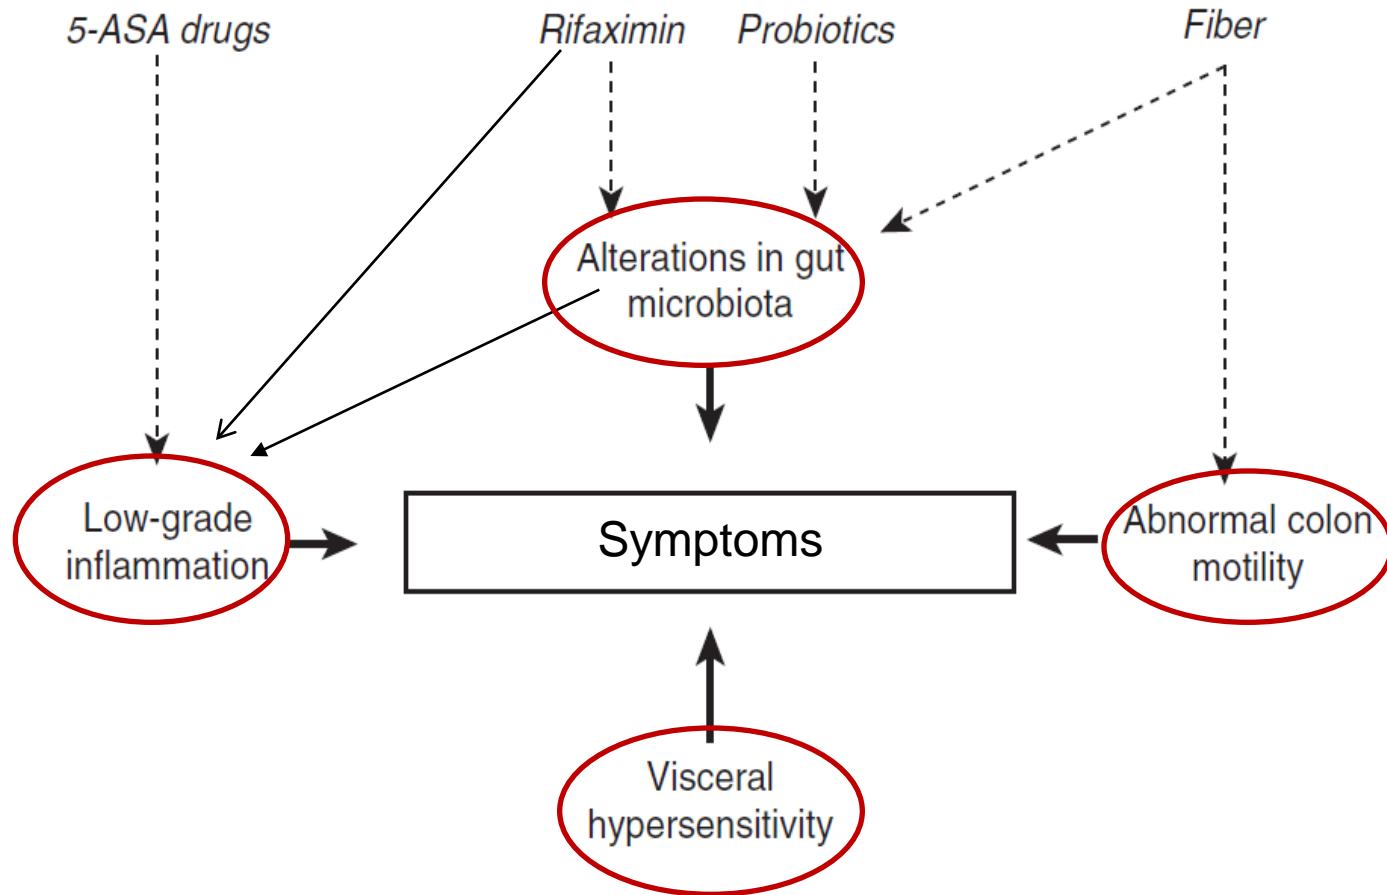 5-ASA drugs
Rifaximin
Probiotics
Fiber
Alterations in gut
microbiota
Low-grade
inflammation
Symptoms
Abnormal colon
motility
Visceral
hypersensitivity